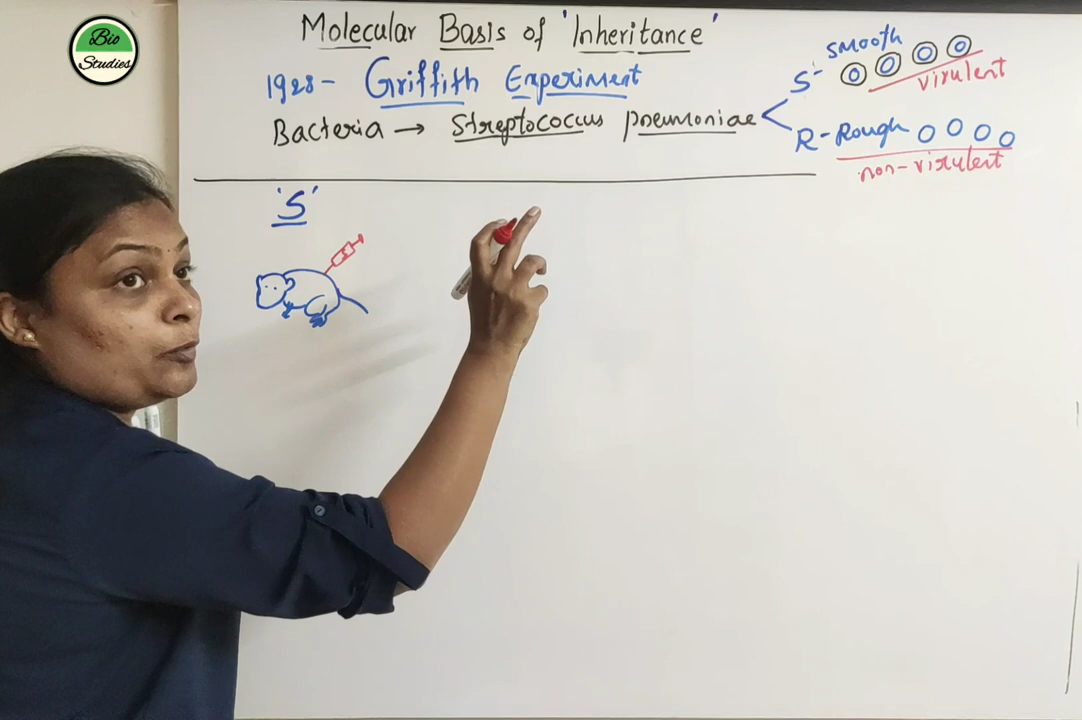 Bio
Studies
Molecular Basis of 'Inheritance'
1928- Griffith Experiment
Bacteria → Streptococcus pneumoniae
S- smooth
virulent
R- Rough
non-virulent
'S'
S